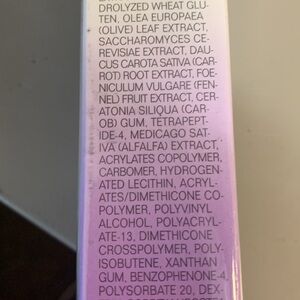 DROLYZED WHEAT GLU-
TEN, OLEA EUROPAEA
(OLIVE) LEAF EXTRACT,
SACCHAROMYCES CE-
REVISIAE EXTRACT, DAU-
CUS CAROTA SATIVA (CAR-
ROT) ROOT EXTRACT, FOE-
NICULUM VULGARE (FEN-
NEL) FRUIT EXTRACT, CER-
ATONIA SILIQUA (CAR-
OB) GUM, TETRAPEPT-
IDE-4, MEDICAGO SAT-
IVA (ALFALFA) EXTRACT,
ACRYLATES COPOLYMER,
CARBOMER, HYDROGEN-
ATED LECITHIN, ACRYL-
ATES/DIMETHICONE CO-
POLYMER, POLYVINYL
ALCOHOL, POLYACRYL-
ATE-13, DIMETHICONE
CROSSPOLYMER, POLY-
ISOBUTENE, XANTHAN
GUM, BENZOPHENONE-4,
POLYSORBATE 20, DEX-